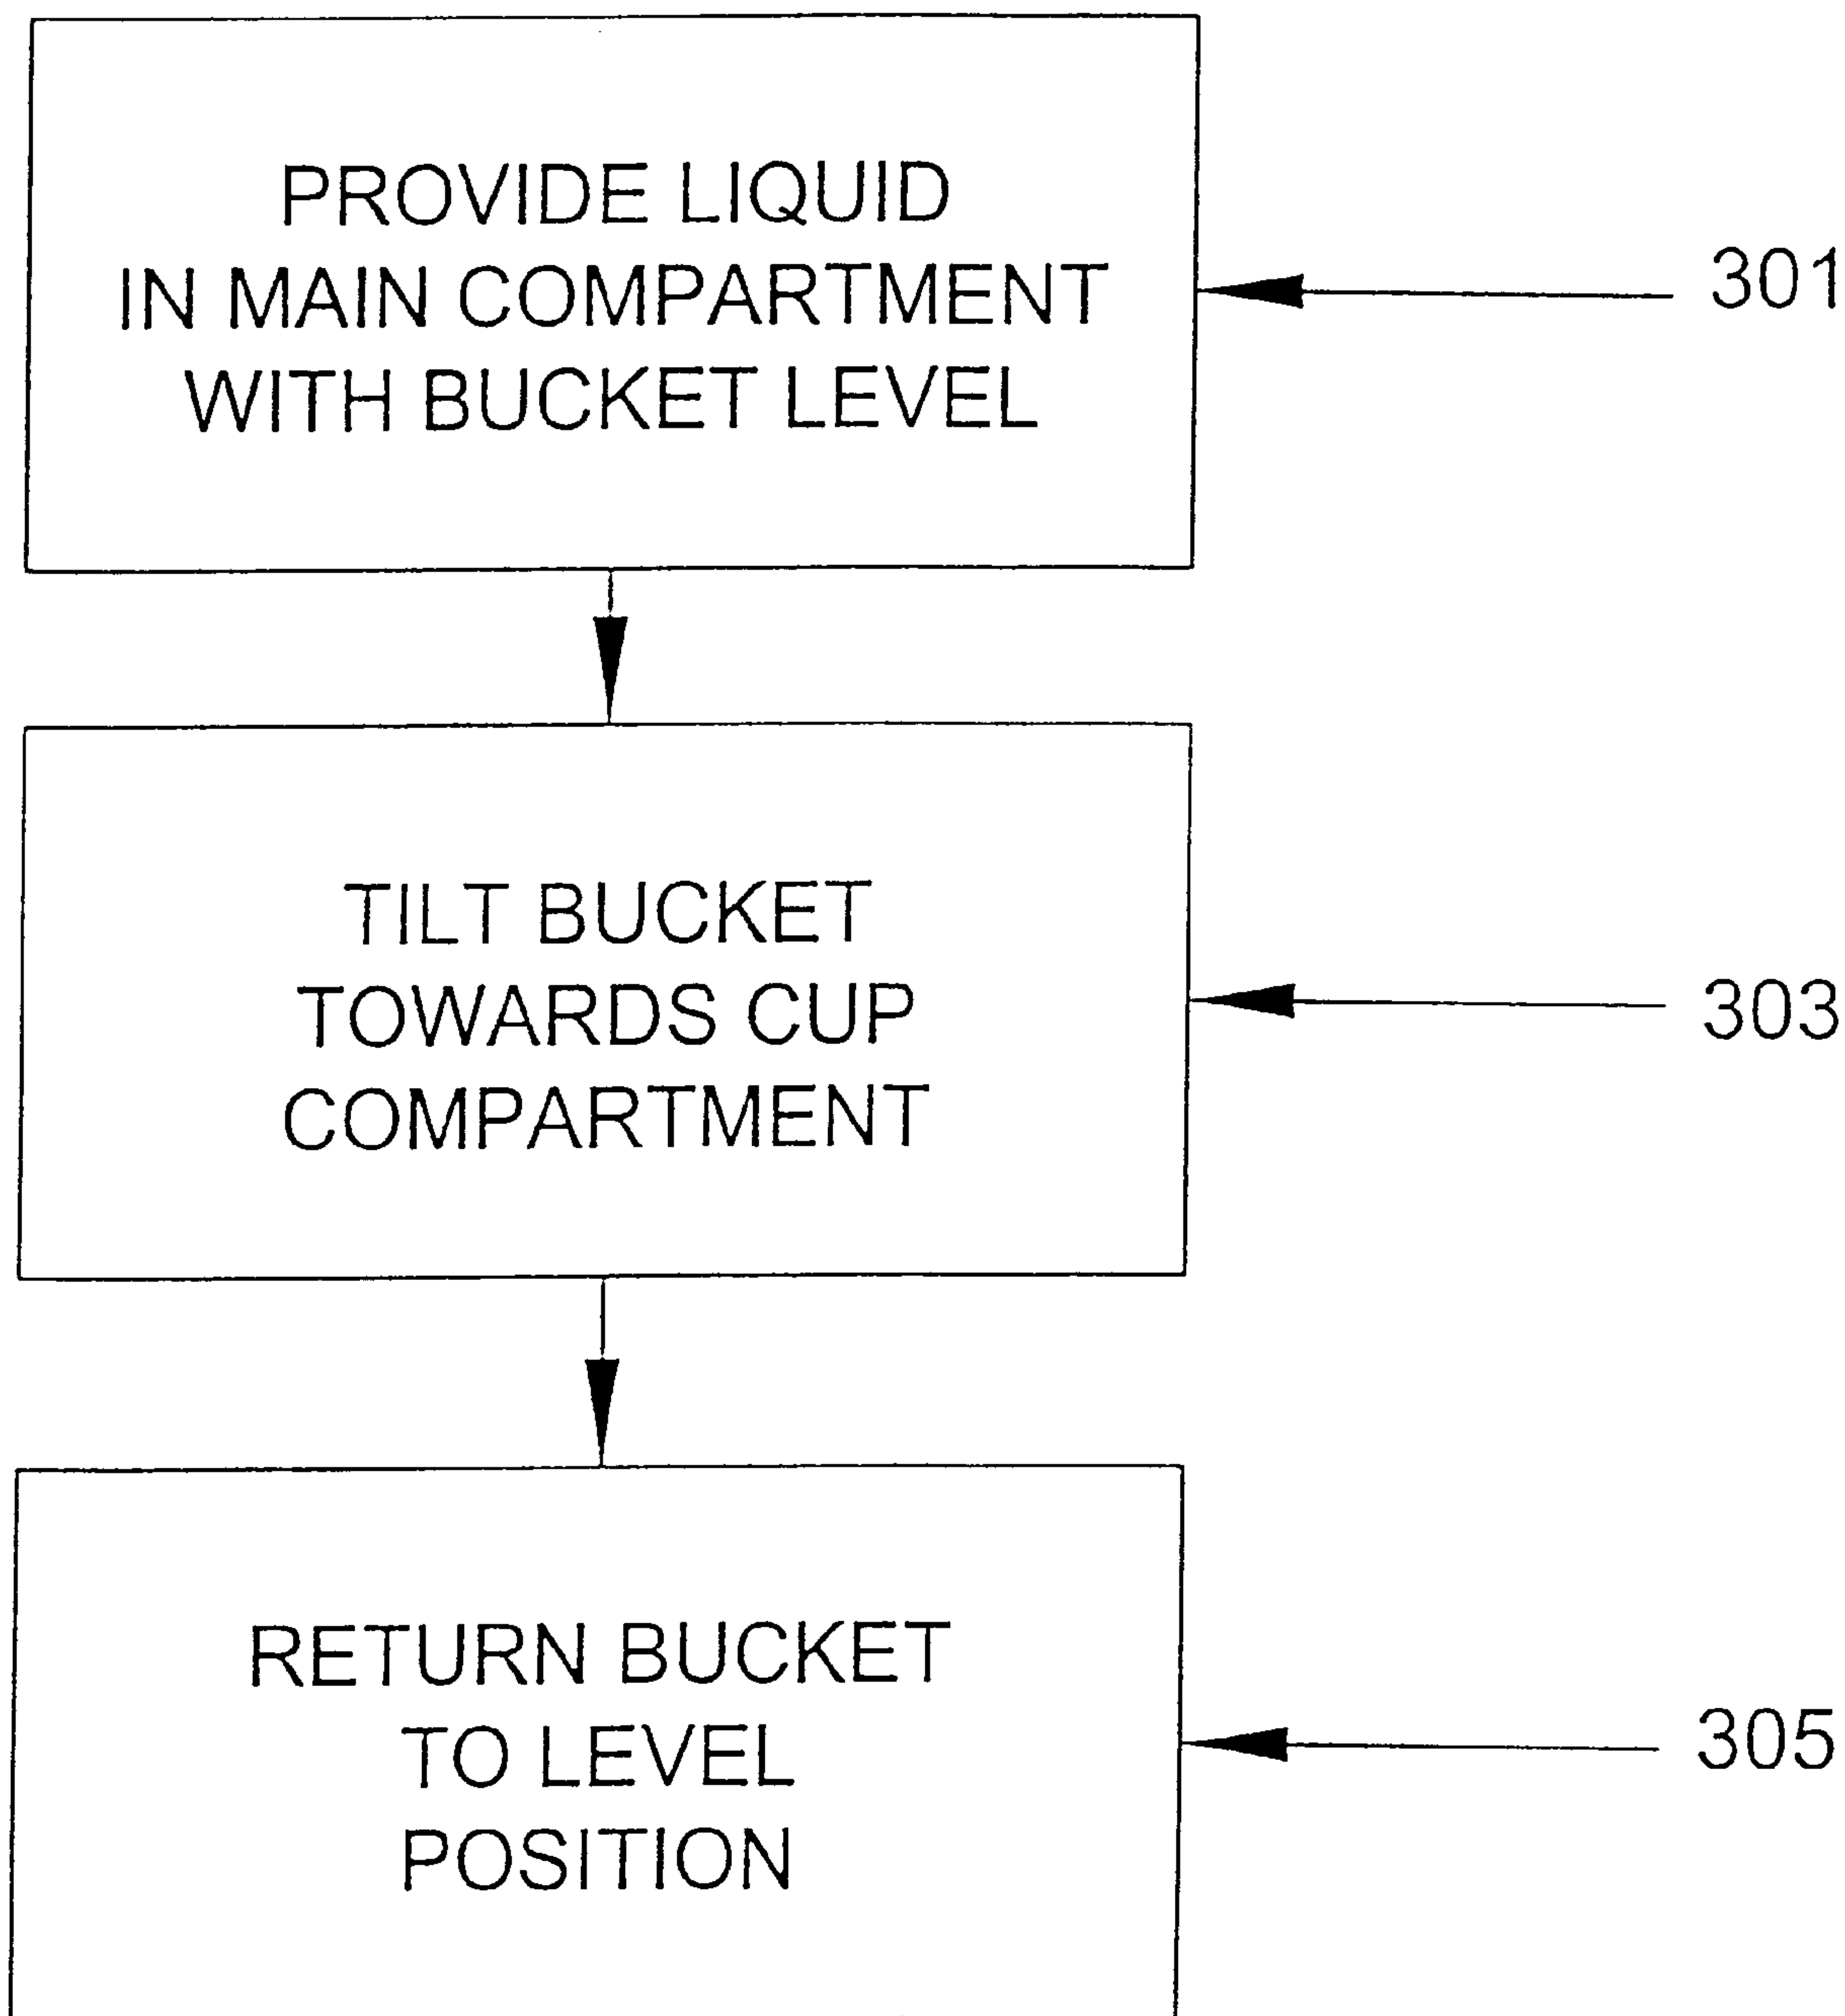 PROVIDE LIQUID
IN MAIN COMPARTMENT
WITH BUCKET LEVEL
301
TILT BUCKET
TOWARDS CUP
COMPARTMENT
303
RETURN BUCKET
TO LEVEL
POSITION
305